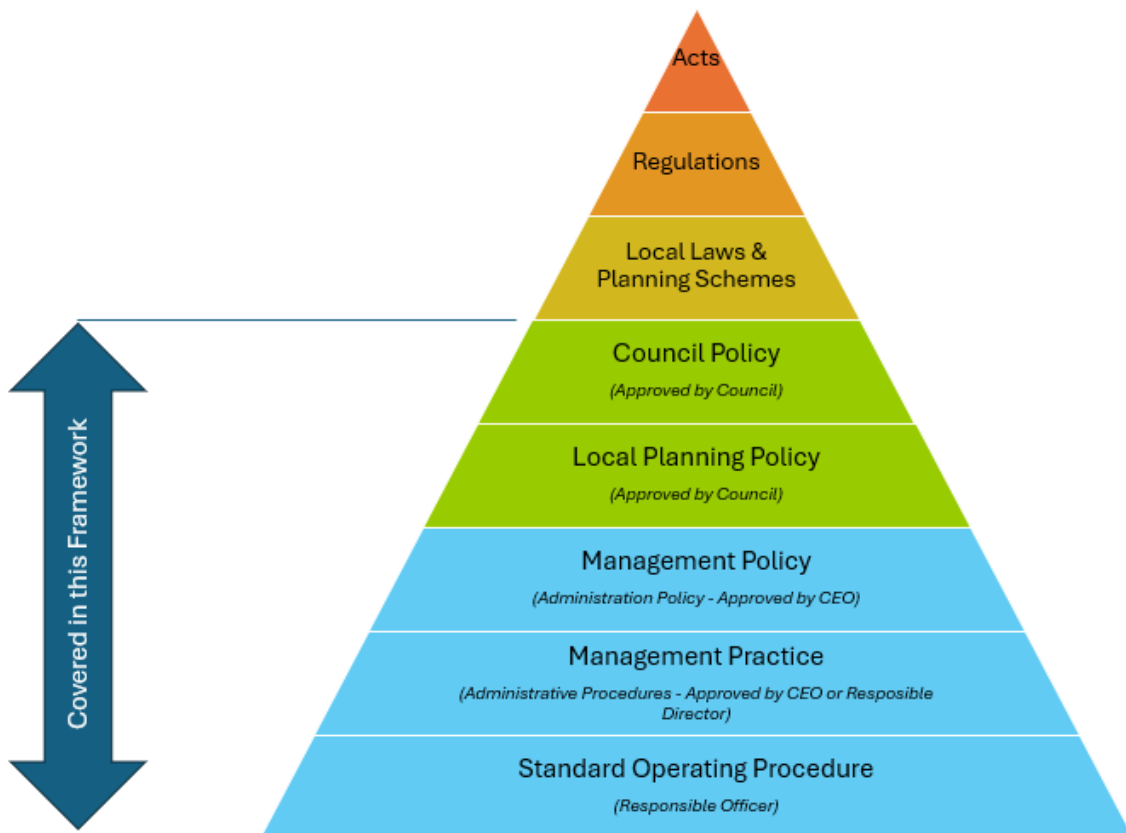 Acts
Regulations
Local Laws &
Planning Schemes
Council Policy
(Approved by Council)
Local Planning Policy
(Approved by Council)
Management Policy
(Administration Policy - Approved by CEO)
Management Practice
(Administrative Procedures - Approved by CEO or Resposible
Director)
Standard Operating Procedure
(Responsible Officer)
Covered in this Framework